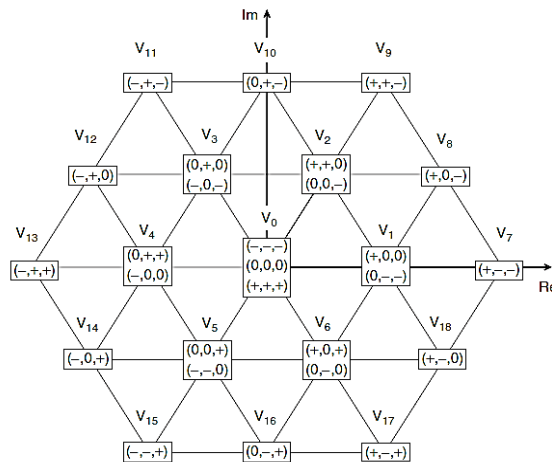 Im
V11 V10 V9
(–,+,–) (0,+,–) (+,+,–)
V12 V3 V2 V8
(–,+,0) (0,+,0) (+,+,0) (+,0,–)
(–,0,–) (0,0,–)
V13 V4 V0 V1 V7
(–,+,+) (0,+,+) (–,–,–) (+,0,0) (+,–,–)
(–,0,0) (0,0,0) (0,–,–)
(+,+,+)
Re
V14 V5 V6 V18
(–,0,+) (0,0,+) (+,0,+) (+,–,0)
(–,–,0) (0,–,0)
V15 V16 V17
(–,–,+) (0,–,+) (+,–,+)